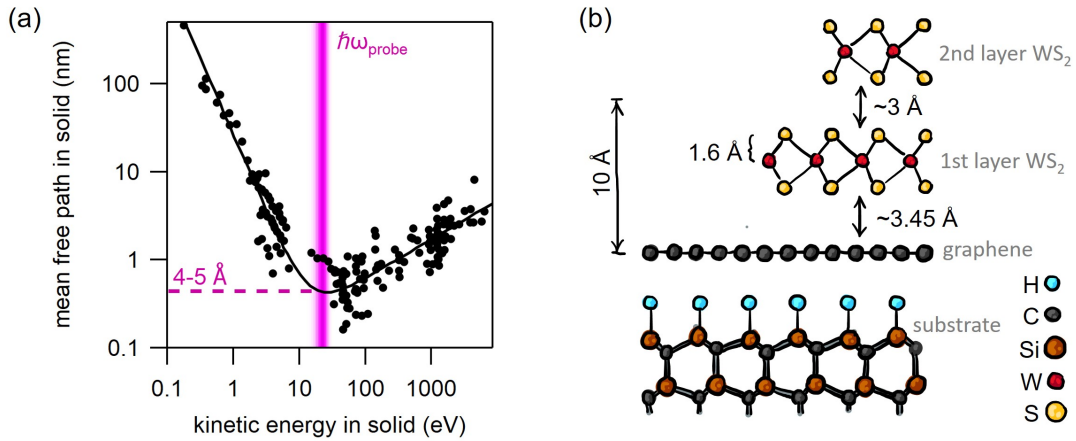 (a)
mean free path in solid (nm)
100
10
1
0.1
ℏω_probe
4-5 Å
0.1
1
10
100
1000
kinetic energy in solid (eV)
(b)
2nd layer WS₂
~3 Å
1.6 Å
1st layer WS₂
10 Å
~3.45 Å
graphene
substrate
H
C
Si
W
S